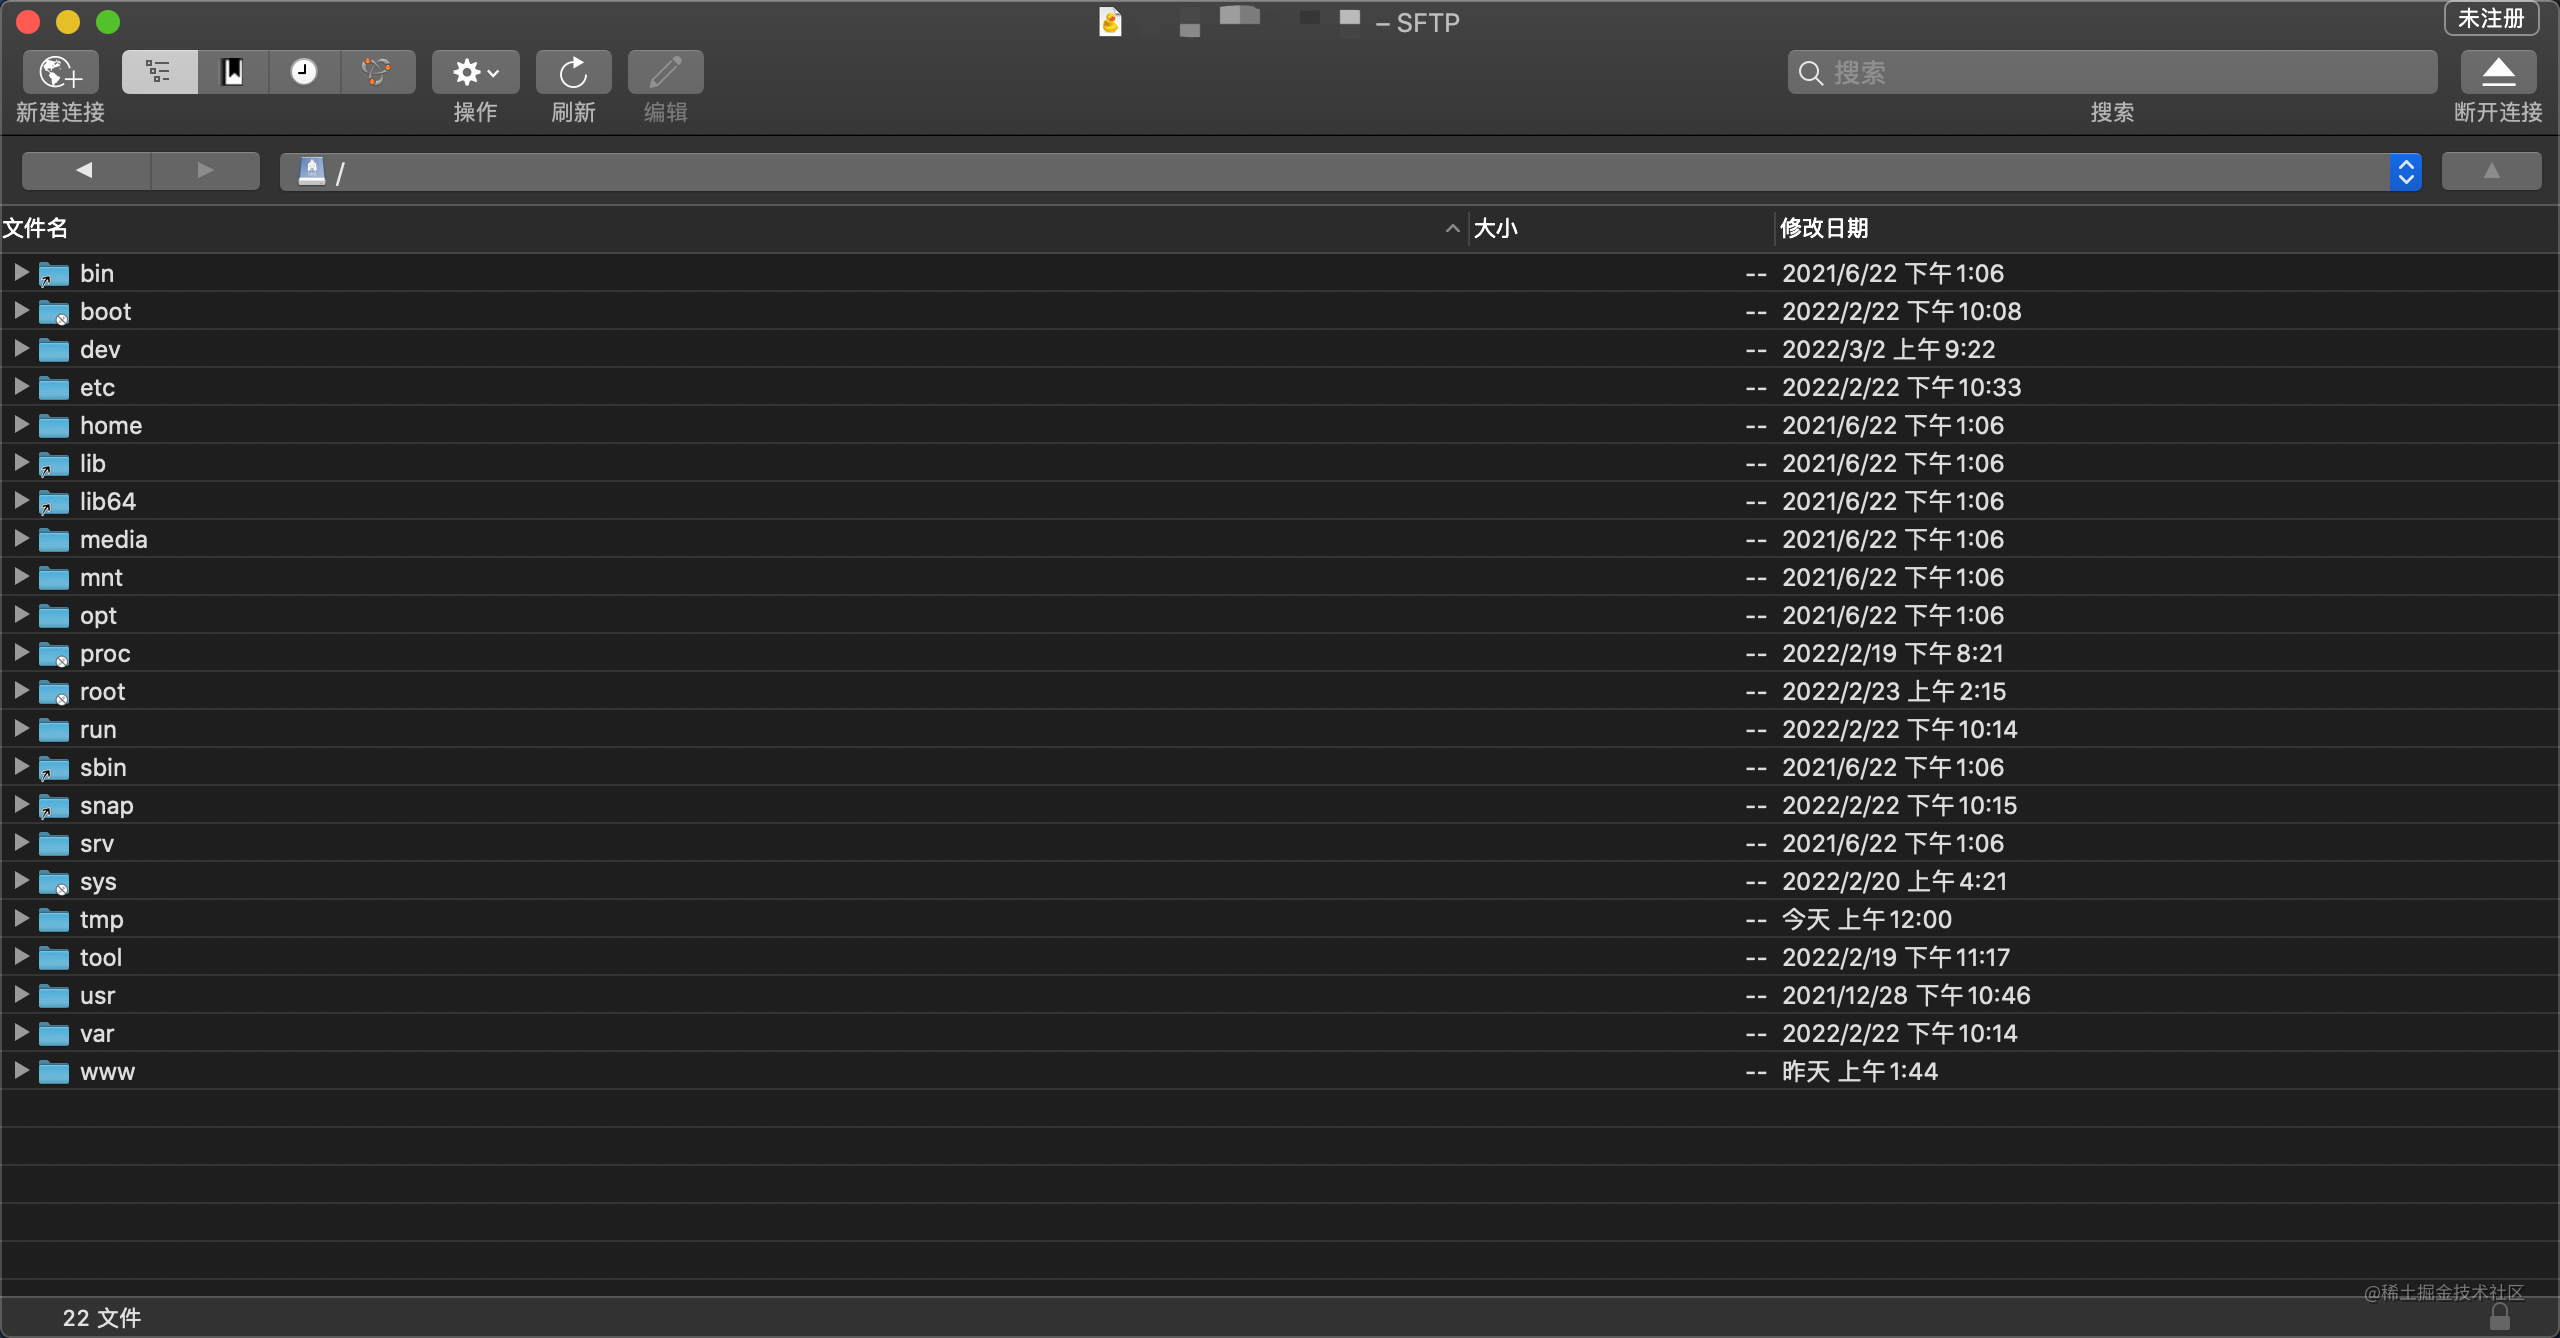 – SFTP
未注册
新建连接
操作
刷新
编辑
搜索
搜索
断开连接
/
文件名 大小 修改日期
bin -- 2021/6/22 下午1:06
boot -- 2022/2/22 下午10:08
dev -- 2022/3/2 上午9:22
etc -- 2022/2/22 下午10:33
home -- 2021/6/22 下午1:06
lib -- 2021/6/22 下午1:06
lib64 -- 2021/6/22 下午1:06
media -- 2021/6/22 下午1:06
mnt -- 2021/6/22 下午1:06
opt -- 2021/6/22 下午1:06
proc -- 2022/2/19 下午8:21
root -- 2022/2/23 上午2:15
run -- 2022/2/22 下午10:14
sbin -- 2021/6/22 下午1:06
snap -- 2022/2/22 下午10:15
srv -- 2021/6/22 下午1:06
sys -- 2022/2/20 上午4:21
tmp -- 今天 上午12:00
tool -- 2022/2/19 下午11:17
usr -- 2021/12/28 下午10:46
var -- 2022/2/22 下午10:14
www -- 昨天 上午1:44
@稀土掘金技术社区
22 文件